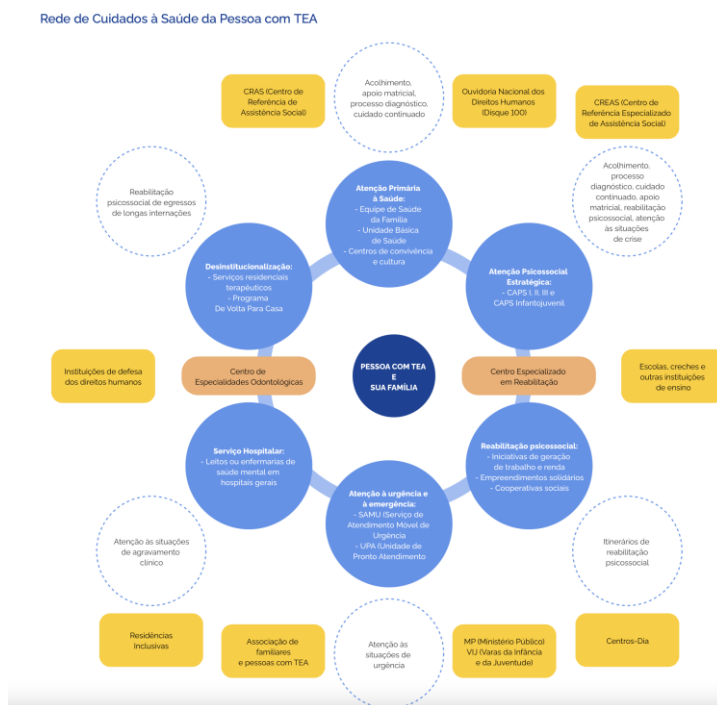 Rede de Cuidados à Saúde da Pessoa com TEA
CRAS (Centro de
Referência de
Assistência Social)
Acolhimento,
apoio matricial,
processo diagnóstico,
cuidado continuado
Ouvidoria Nacional dos
Direitos Humanos
(Disque 100)
CREAS (Centro de
Referência Especializado
de Assistência Social)
Reabilitação
psicossocial de egressos
de longas internações
Atenção Primária
à Saúde:
- Equipe de Saúde
da Família
- Unidade Básica
de Saúde
- Centros de convivência
e cultura
Acolhimento,
processo
diagnóstico, cuidado
continuado, apoio
matricial, reabilitação
psicossocial, atenção
às situações
de crise
Desinstitucionalização:
- Serviços residenciais
terapêuticos
- Programa
De Volta Para Casa
Atenção Psicossocial
Estratégica:
- CAPS I, II, III e
CAPS Infantojuvenil
Instituições de defesa
dos direitos humanos
Centro de
Especialidades Odontológicas
PESSOA COM TEA
E
SUA FAMÍLIA
Centro Especializado
em Reabilitação
Escolas, creches e
outras instituições
de ensino
Serviço Hospitalar:
- Leitos ou enfermarias de
saúde mental em
hospitais gerais
Reabilitação psicossocial:
- Iniciativas de geração
de trabalho e renda
- Empreendimentos solidários
- Cooperativas sociais
Atenção à urgência e
à emergência:
- SAMU (Serviço de
Atendimento Móvel de
Urgência
- UPA (Unidade de
Pronto Atendimento
Atenção às situações
de agravamento
clínico
Itinerários de
reabilitação
psicossocial
Residências
Inclusivas
Associação de
familiares
e pessoas com TEA
Atenção às
situações de
urgência
MP (Ministério Público)
VIJ (Varas da Infância
e da Juventude)
Centros-Dia